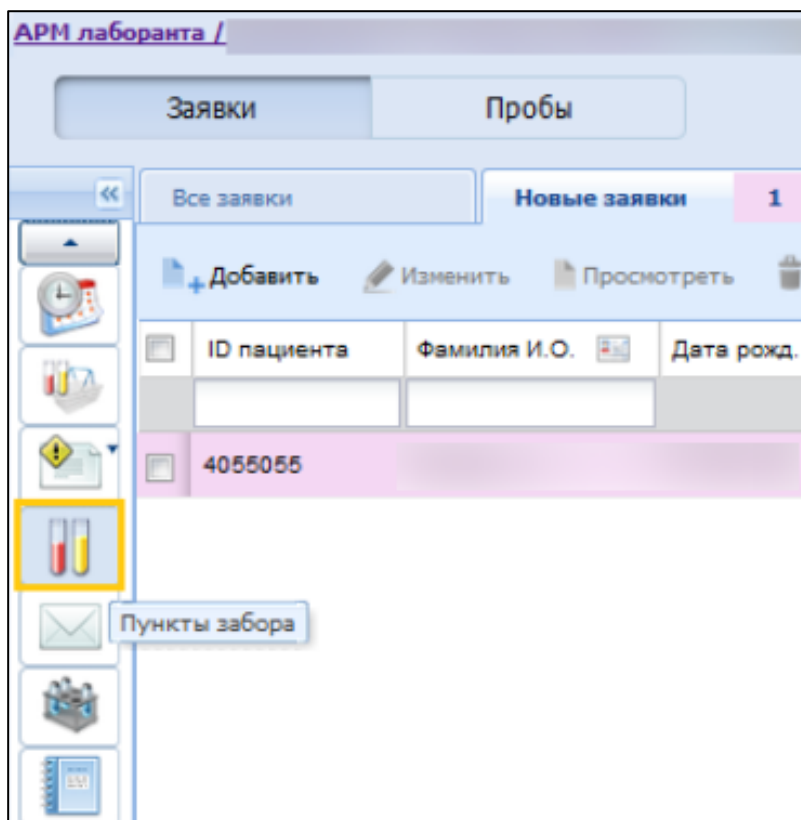 АРМ лаборанта /
Заявки Пробы
Все заявки Новые заявки 1
Добавить Изменить Просмотреть
ID пациента Фамилия И.О. Дата рожд.
4055055
Пункты забора